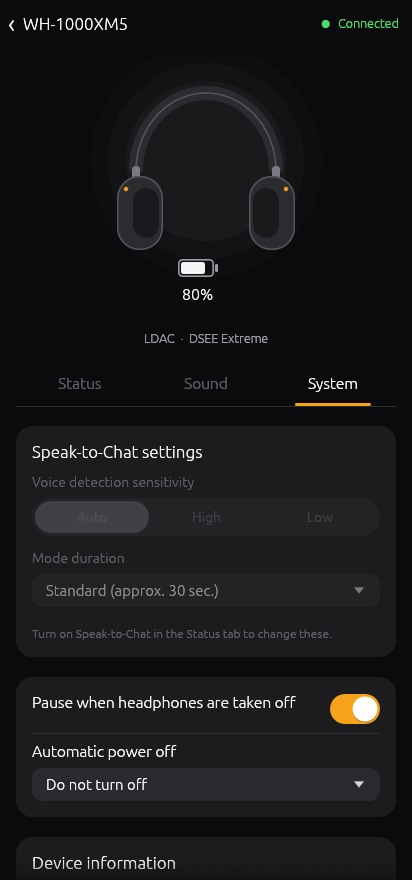 WH-1000XM5
Connected
80%
LDAC · DSEE Extreme
Status Sound System
Speak-to-Chat settings
Voice detection sensitivity
Auto High Low
Mode duration
Standard (approx. 30 sec.)
Turn on Speak-to-Chat in the Status tab to change these.
Pause when headphones are taken off
Automatic power off
Do not turn off
Device information